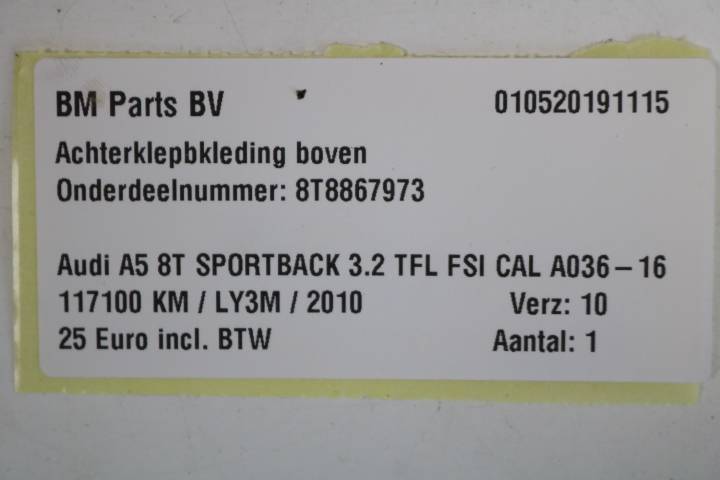 BM Parts BV 010520191115
Achterklepbkleding boven
Onderdeelnummer: 8T8867973
Audi A5 8T SPORTBACK 3.2 TFL FSI CAL A036-16
117100 KM / LY3M / 2010 Verz: 10
25 Euro incl. BTW Aantal: 1